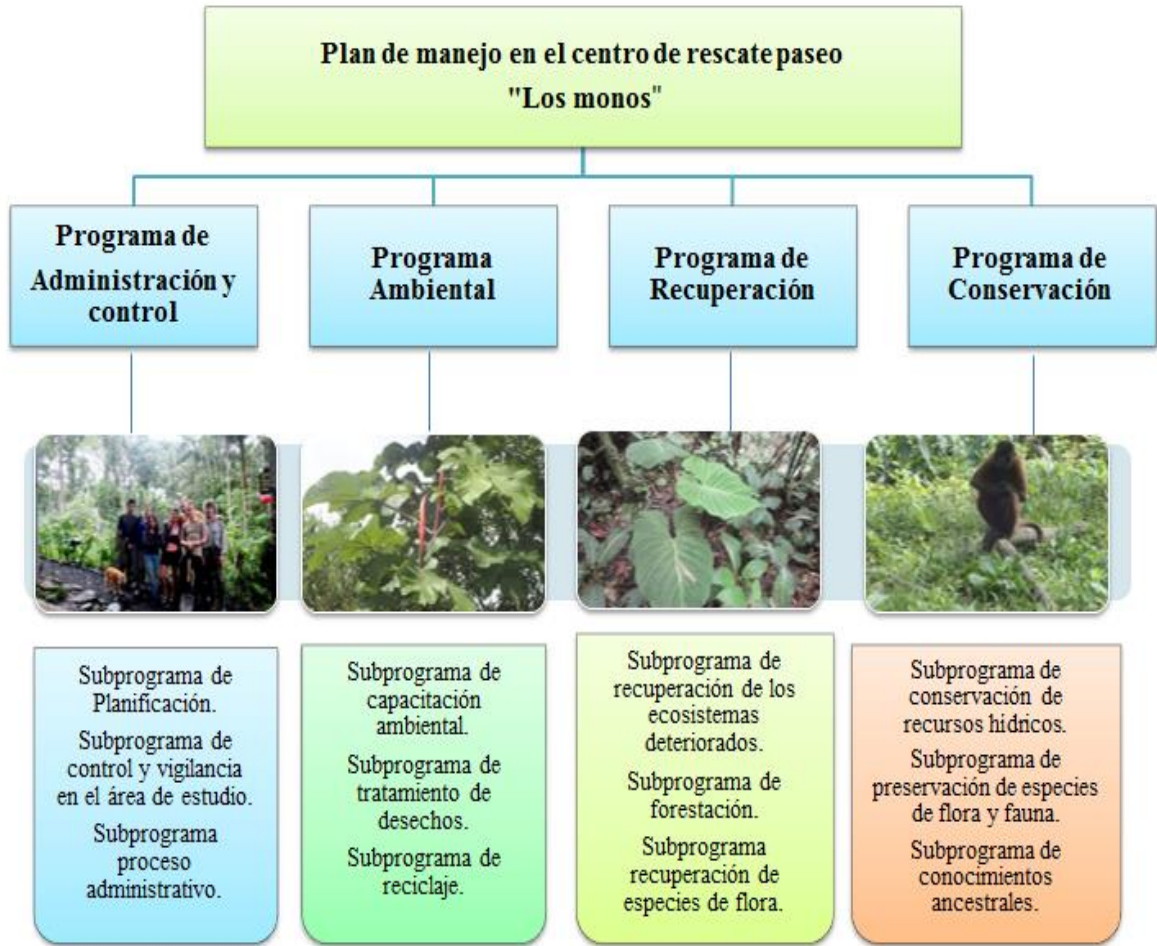 Plan de manejo en el centro de rescate paseo
"Los monos"
Programa de
Administración y
control
Programa
Ambiental
Programa de
Recuperación
Programa de
Conservación
Subprograma de
Planificación.
Subprograma de
control y vigilancia
en el área de estudio.
Subprograma
proceso
administrativo.
Subprograma de
capacitación
ambiental.
Subprograma de
tratamiento de
desechos.
Subprograma de
reciclaje.
Subprograma de
recuperación de los
ecosistemas
deteriorados.
Subprograma de
forestación.
Subprograma
recuperación de
especies de flora.
Subprograma de
conservación de
recursos hídricos.
Subprograma de
preservación de especies
de flora y fauna.
Subprograma de
conocimientos
ancestrales.